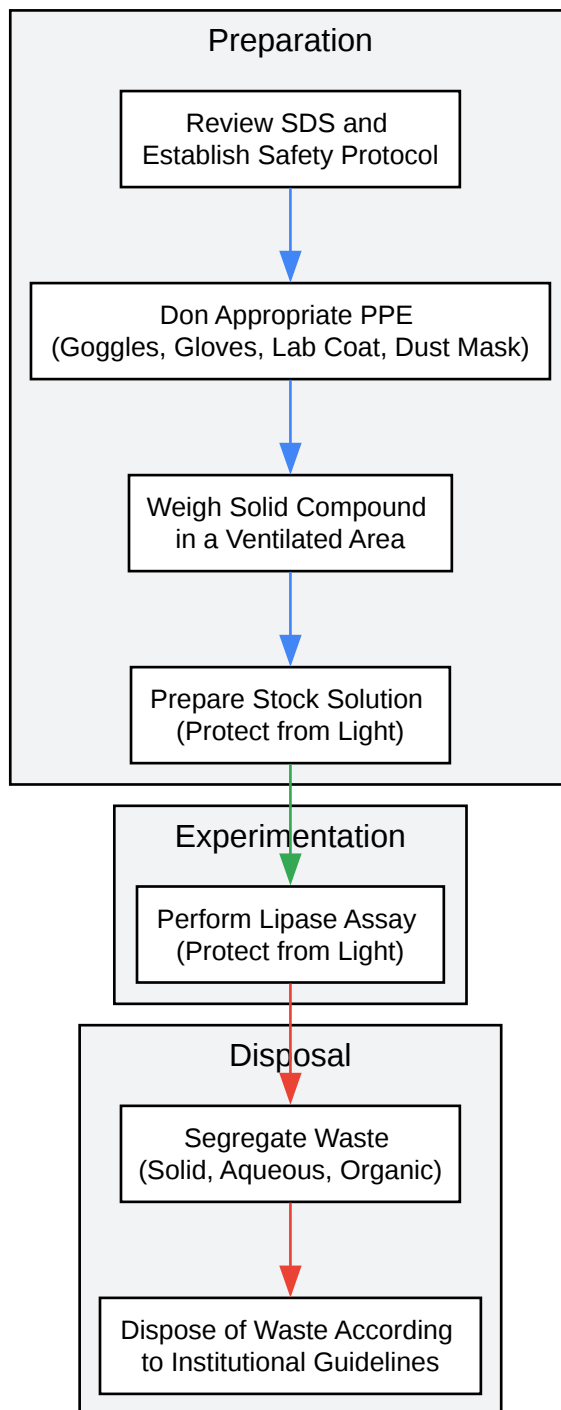 Preparation
Review SDS and
Establish Safety Protocol
Don Appropriate PPE
(Goggles, Gloves, Lab Coat, Dust Mask)
Weigh Solid Compound
in a Ventilated Area
Prepare Stock Solution
(Protect from Light)
Experimentation
Perform Lipase Assay
(Protect from Light)
Disposal
Segregate Waste
(Solid, Aqueous, Organic)
Dispose of Waste According
to Institutional Guidelines